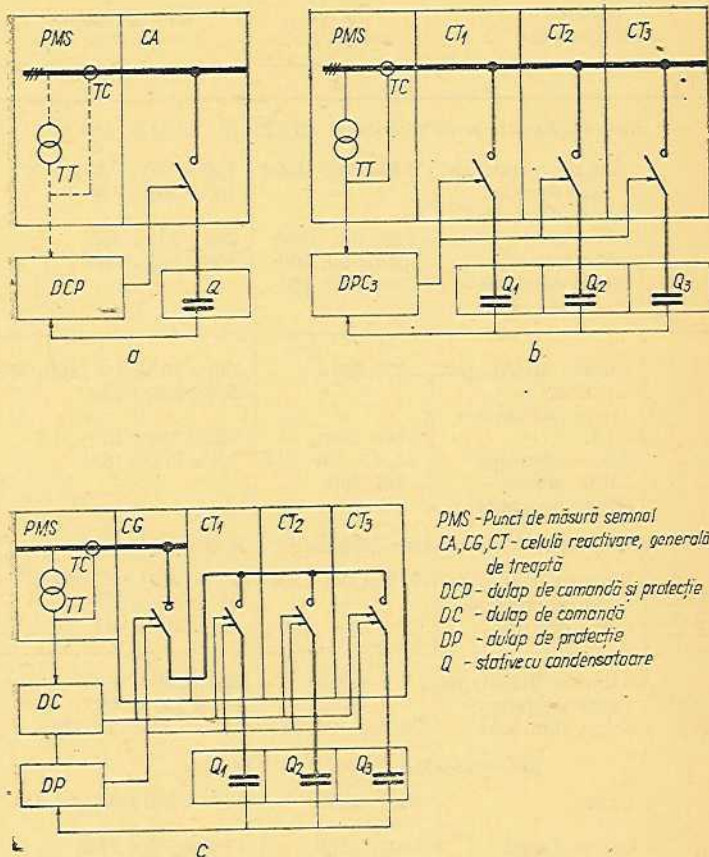 PMS CA
TC
TT
DCP Q
a
PMS CT1 CT2 CT3
TC
TT
DPC3 Q1 Q2 Q3
b
PMS CG CT1 CT2 CT3
TC
TT
DC
DP Q1 Q2 Q3
c
PMS - Punct de măsură semnal
CA, CG, CT - celulă reactivare, generală
de treaptă
DCP - dulap de comandă și protecție
DC - dulap de comandă
DP - dulap de protecție
Q - stative cu condensatoare